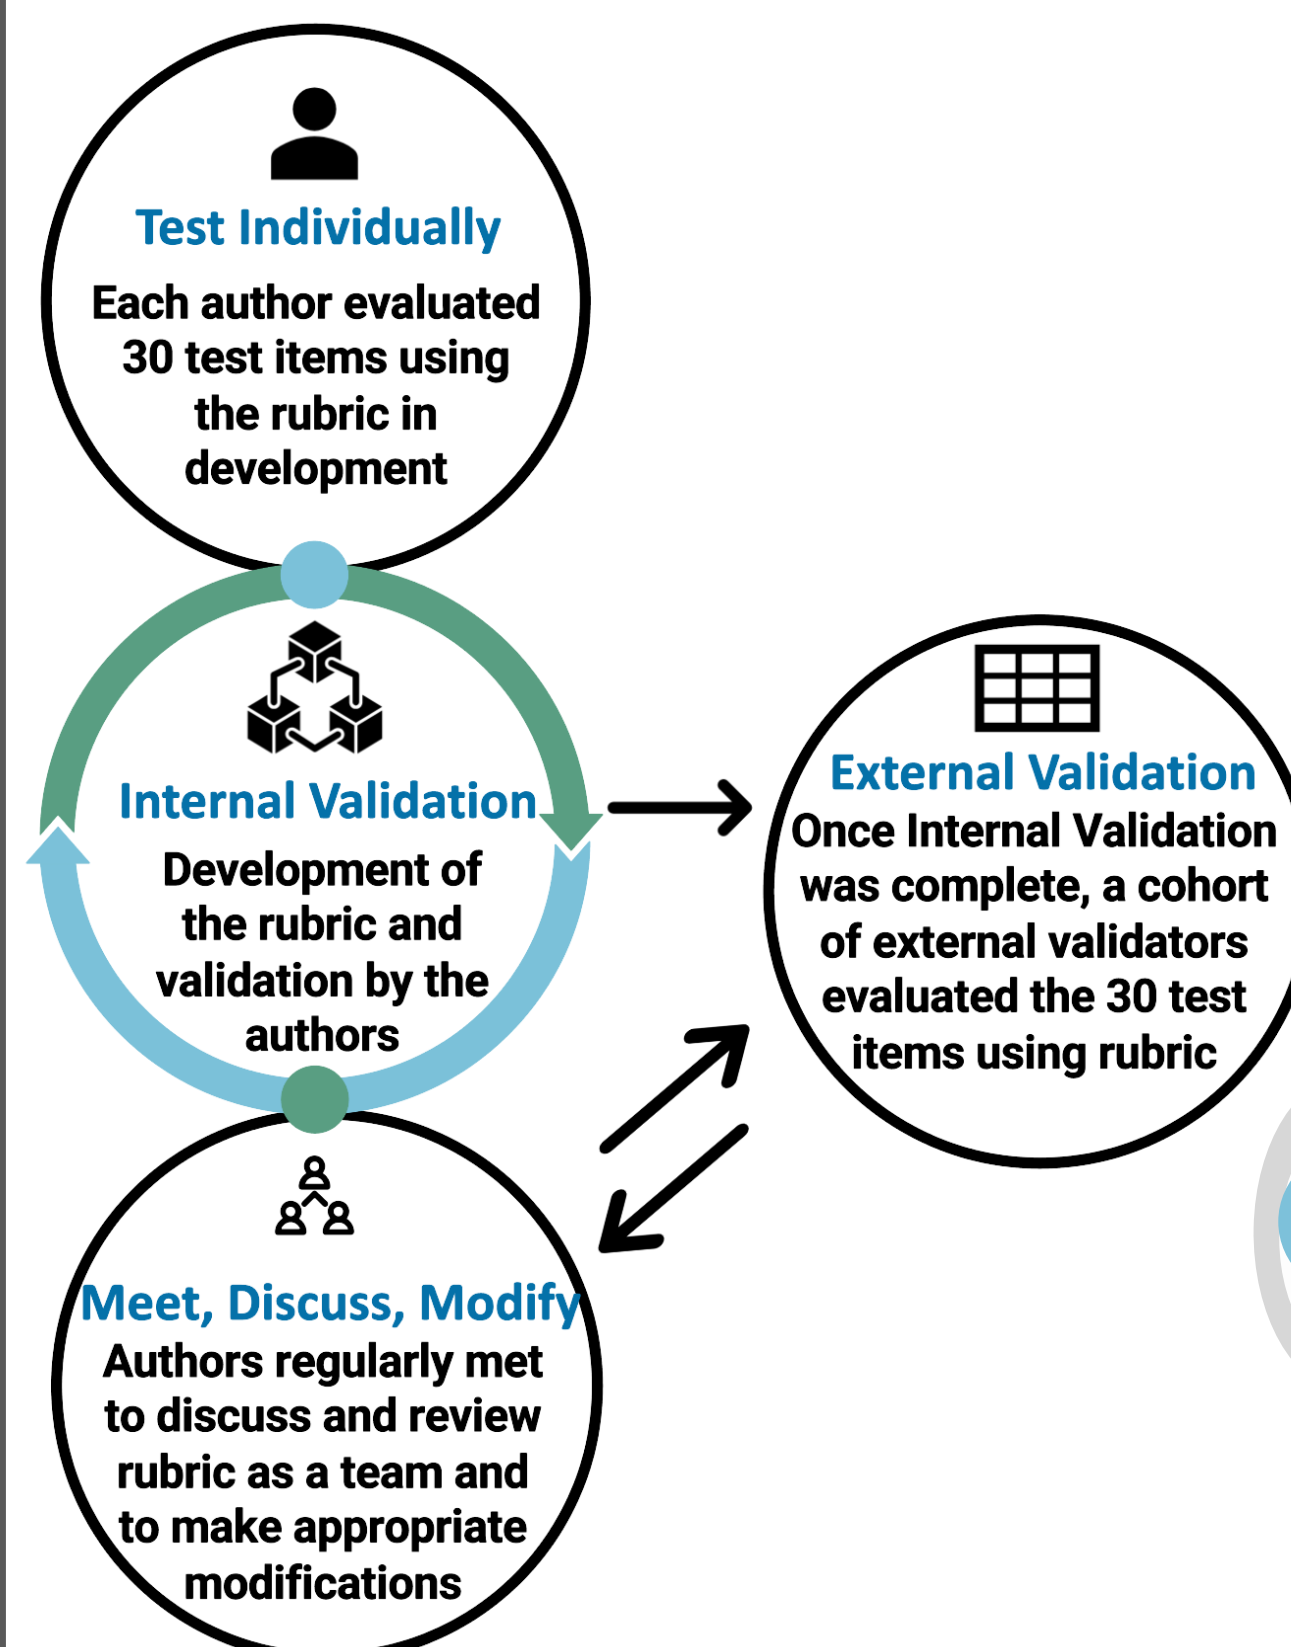 Test Individually
Each author evaluated
30 test items using
the rubric in
development
Internal Validation
Development of
the rubric and
validation by the
authors
External Validation
Once Internal Validation
was complete, a cohort
of external validators
evaluated the 30 test
items using rubric
Meet, Discuss, Modify
Authors regularly met
to discuss and review
rubric as a team and
to make appropriate
modifications